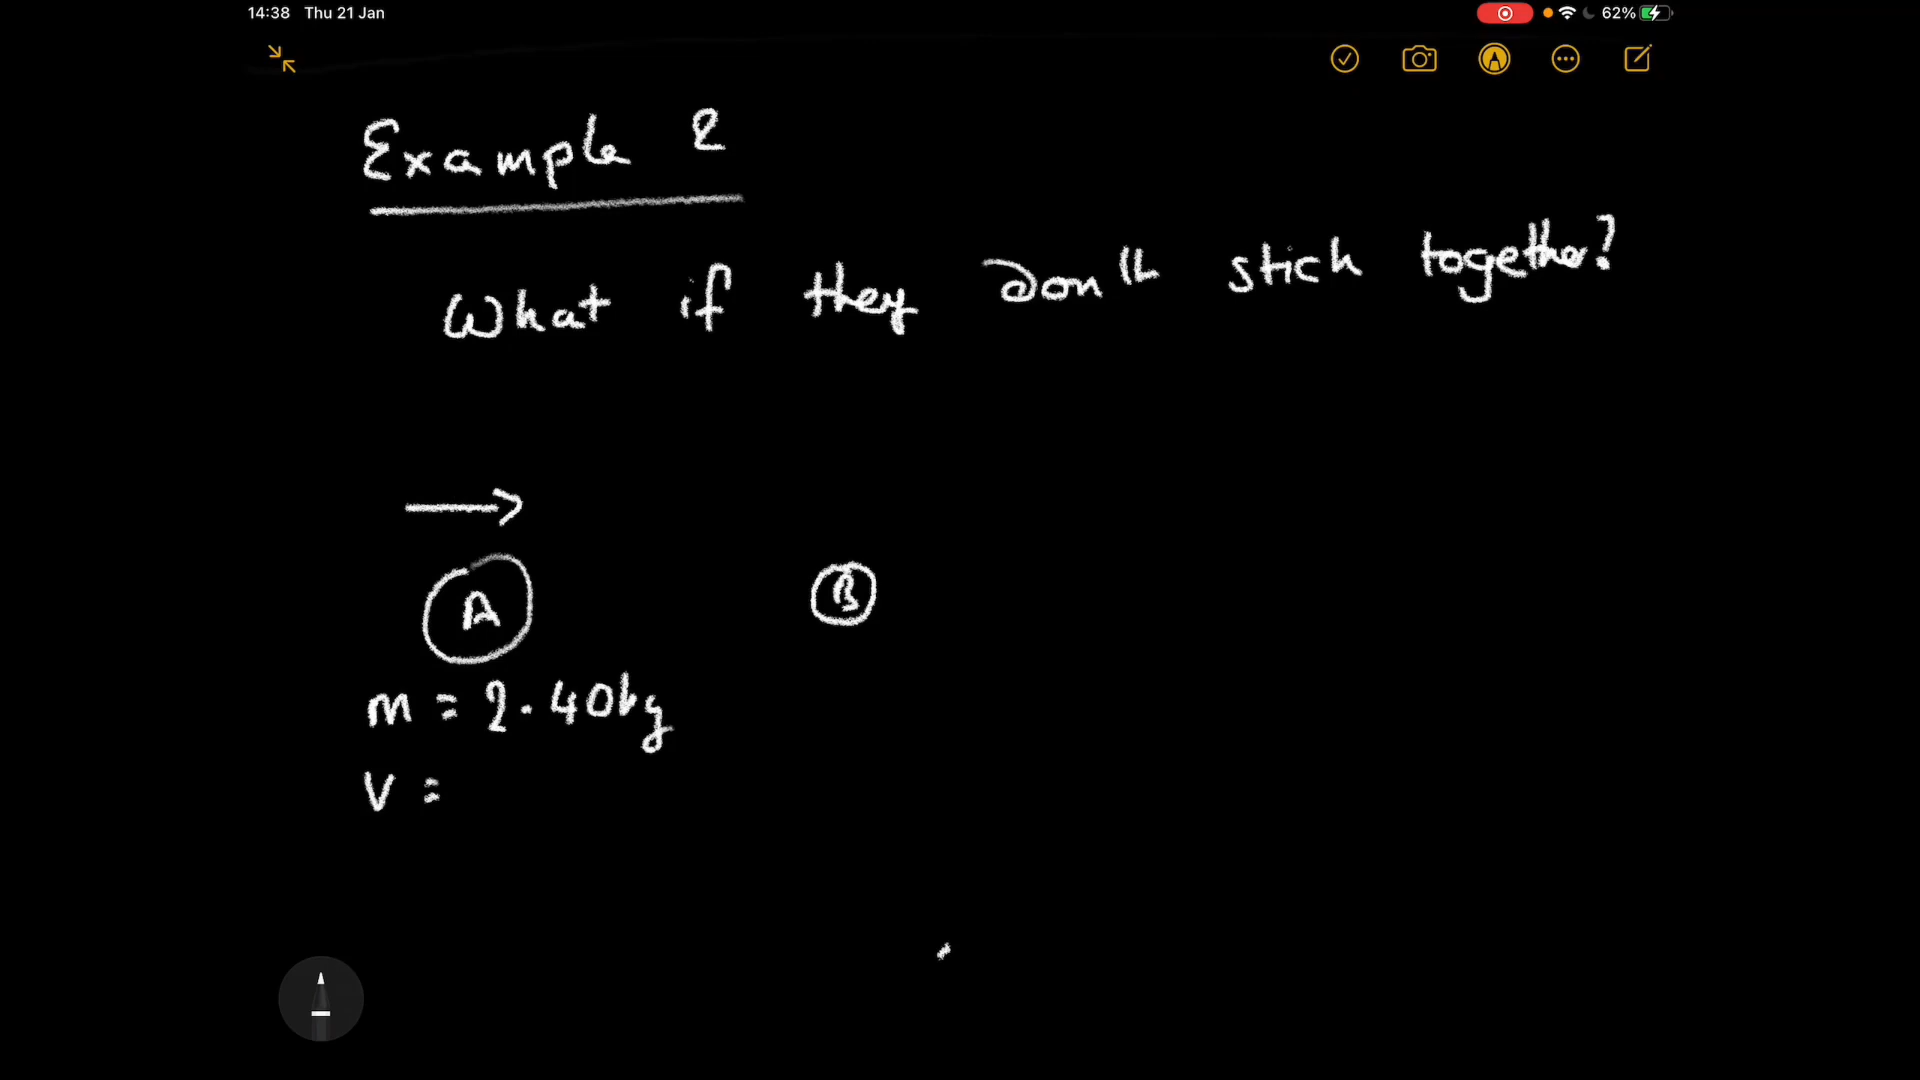 14:38 Thu 21 Jan 62%
Example 2
What if they don't stick together?
A B
m = 2.40kg
v =